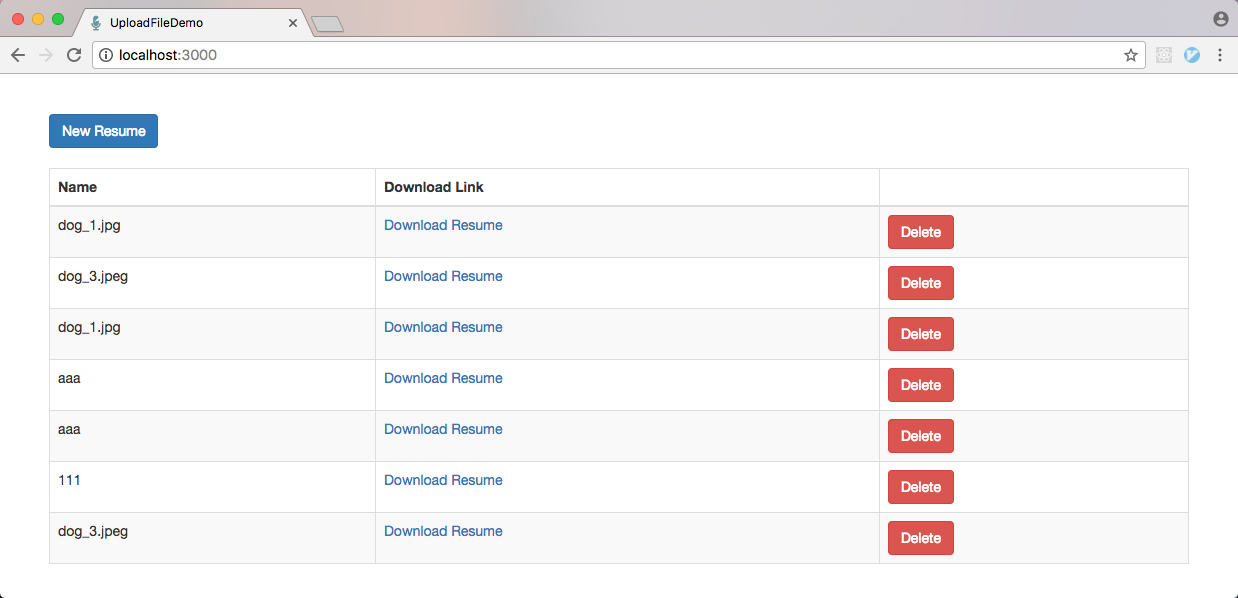 UploadFileDemo
localhost:3000
New Resume
Name Download Link
dog_1.jpg Download Resume Delete
dog_3.jpeg Download Resume Delete
dog_1.jpg Download Resume Delete
aaa Download Resume Delete
aaa Download Resume Delete
111 Download Resume Delete
dog_3.jpeg Download Resume Delete